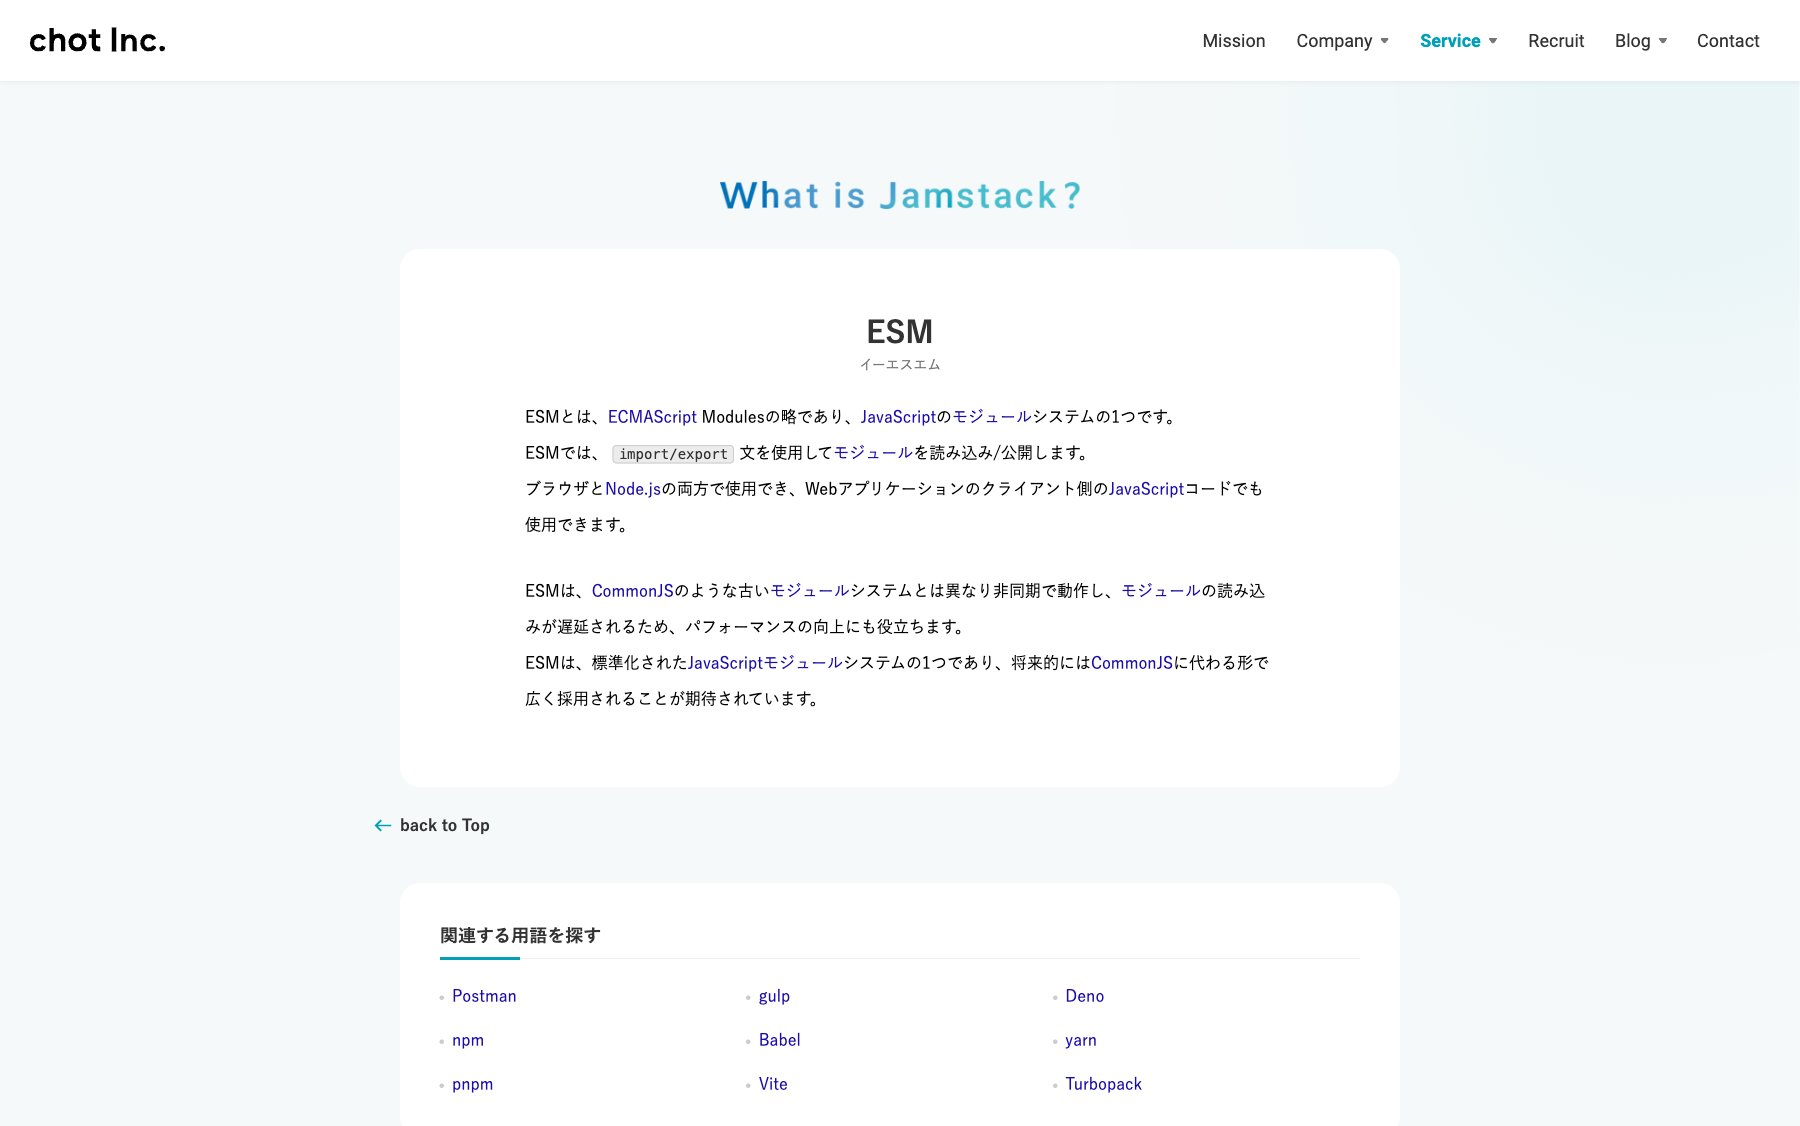 chot Inc.
Mission Company Service Recruit Blog Contact
What is Jamstack?
ESM
イーエスエム
ESMとは、ECMAScript Modulesの略であり、JavaScriptのモジュールシステムの1つです。
ESMでは、 import/export 文を使用してモジュールを読み込み/公開します。
ブラウザとNode.jsの両方で使用でき、Webアプリケーションのクライアント側のJavaScriptコードでも
使用できます。
ESMは、CommonJSのような古いモジュールシステムとは異なり非同期で動作し、モジュールの読み込
みが遅延されるため、パフォーマンスの向上にも役立ちます。
ESMは、標準化されたJavaScriptモジュールシステムの1つであり、将来的にはCommonJSに代わる形で
広く採用されることが期待されています。
back to Top
関連する用語を探す
Postman gulp Deno
npm Babel yarn
pnpm Vite Turbopack